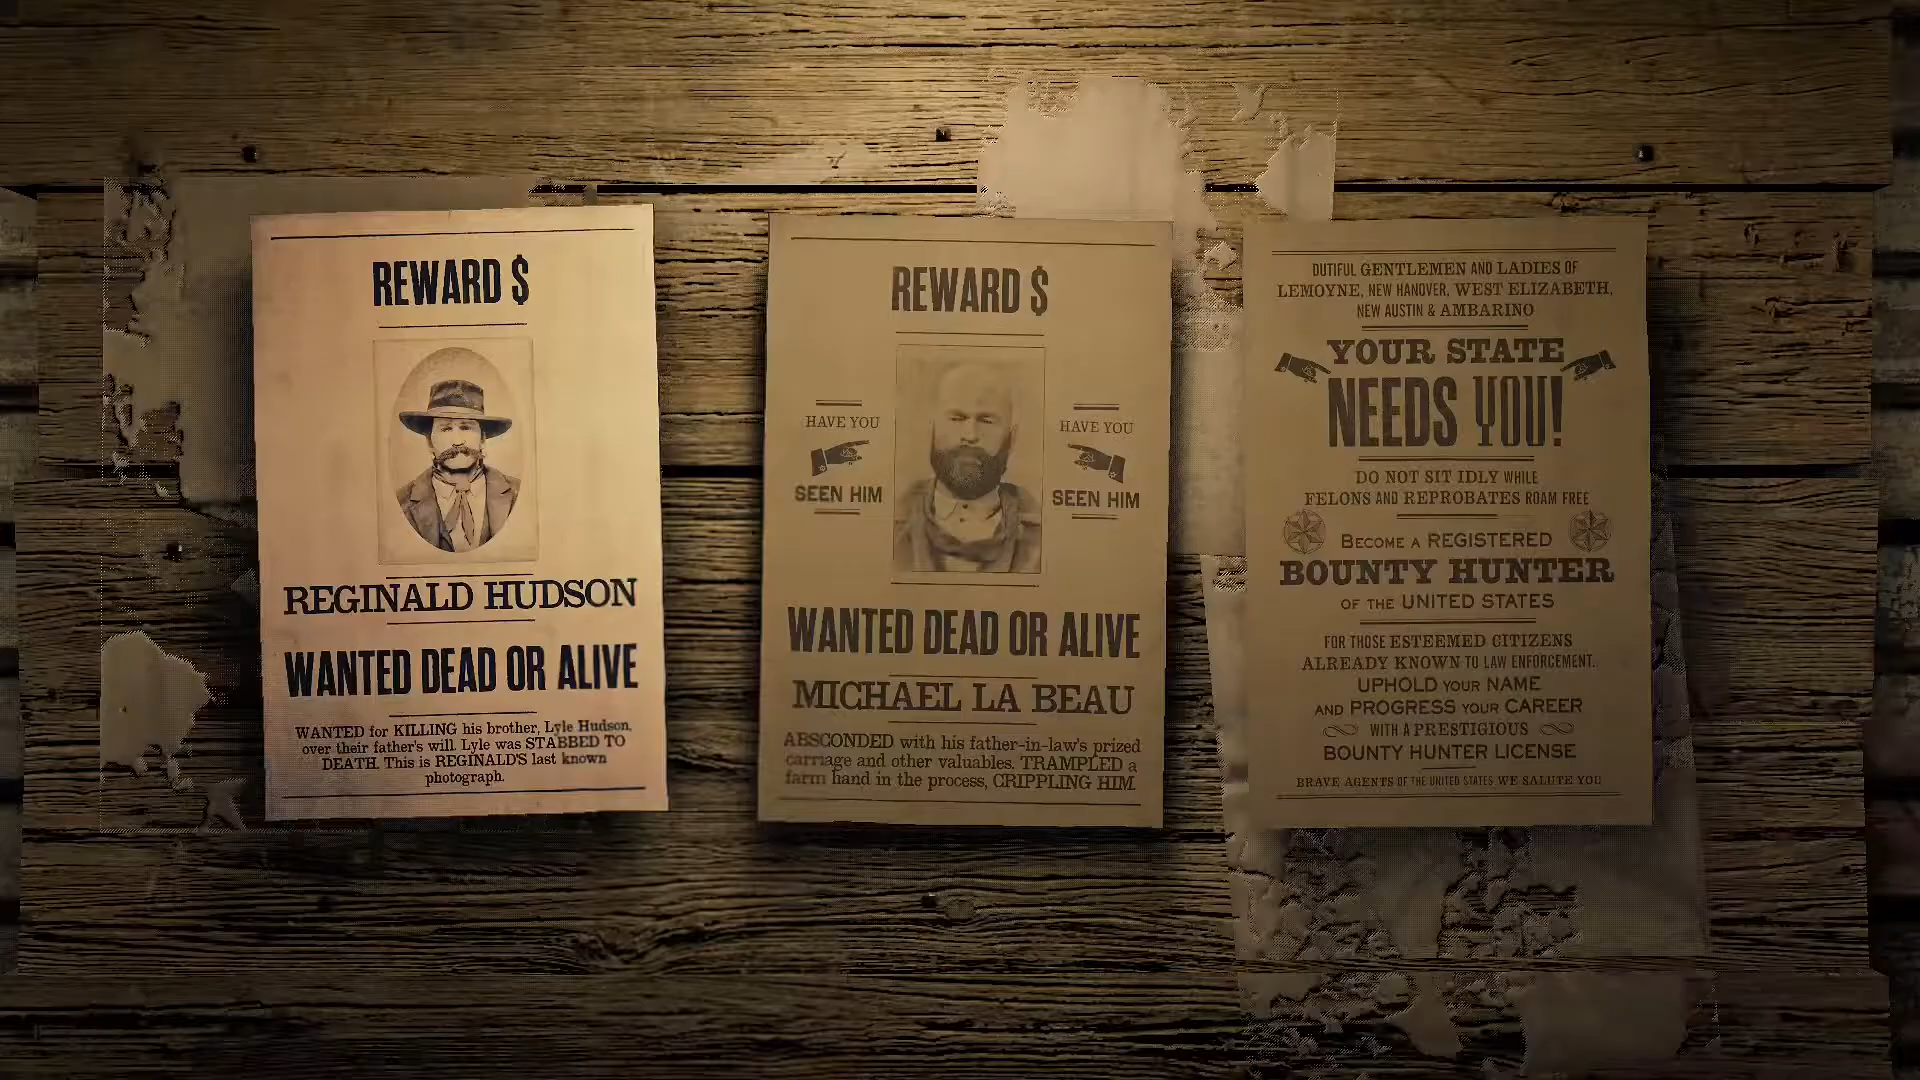 REWARD $
REGINALD HUDSON
WANTED DEAD OR ALIVE
WANTED for KILLING his brother, Lyle Hudson,
over their father's will. Lyle was STABBED TO
DEATH. This is REGINALD'S last known
photograph.
REWARD $
HAVE YOU
SEEN HIM
HAVE YOU
SEEN HIM
WANTED DEAD OR ALIVE
MICHAEL LA BEAU
ABSCONDED with his father-in-law's prized
carriage and other valuables. TRAMPLED a
farm hand in the process, CRIPPLING HIM.
DUTIFUL GENTLEMEN AND LADIES OF
LEMOYNE, NEW HANOVER, WEST ELIZABETH,
NEW AUSTIN & AMBARINO
YOUR STATE
NEEDS YOU!
DO NOT SIT IDLY WHILE
FELONS AND REPROBATES ROAM FREE
BECOME A REGISTERED
BOUNTY HUNTER
OF THE UNITED STATES
FOR THOSE ESTEEMED CITIZENS
ALREADY KNOWN TO LAW ENFORCEMENT.
UPHOLD YOUR NAME
AND PROGRESS YOUR CAREER
WITH A PRESTIGIOUS
BOUNTY HUNTER LICENSE
BRAVE AGENTS OF THE UNITED STATES WE SALUTE YOU